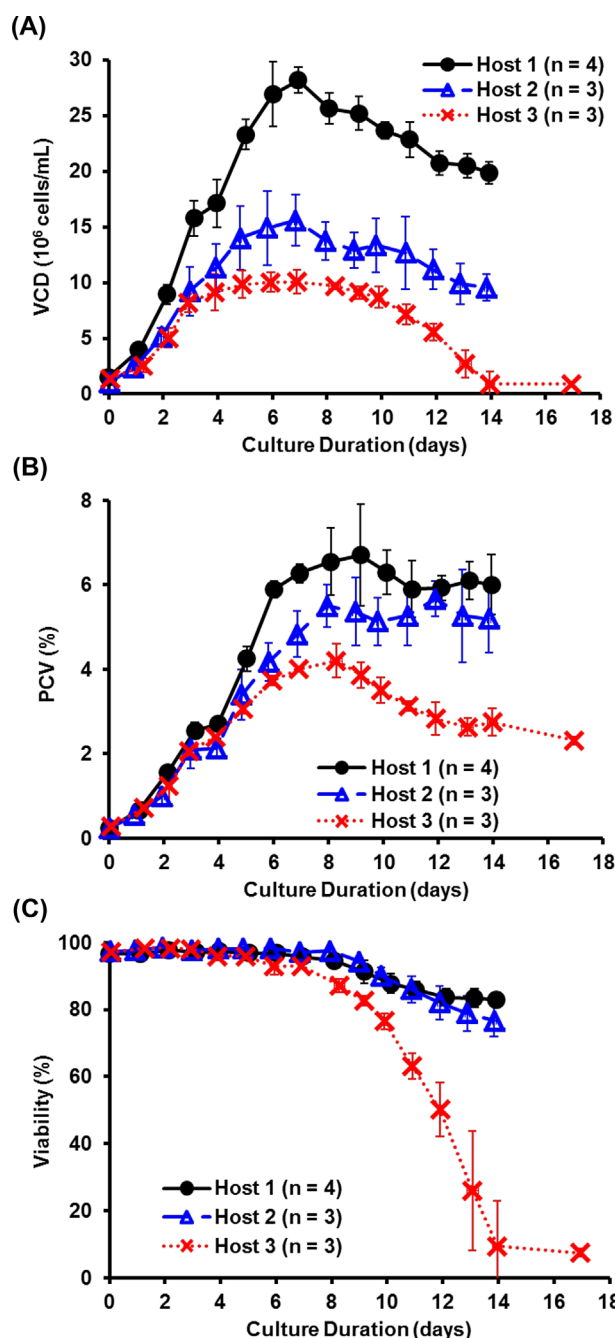 (A)
30
25
20
15
10
5
0
VCD (10⁶ cells/mL)
Host 1 (n = 4)
Host 2 (n = 3)
Host 3 (n = 3)
0 2 4 6 8 10 12 14 16 18
Culture Duration (days)
(B)
8
6
4
2
0
PCV (%)
Host 1 (n = 4)
Host 2 (n = 3)
Host 3 (n = 3)
0 2 4 6 8 10 12 14 16 18
Culture Duration (days)
(C)
100
80
60
40
20
0
Viability (%)
Host 1 (n = 4)
Host 2 (n = 3)
Host 3 (n = 3)
0 2 4 6 8 10 12 14 16 18
Culture Duration (days)